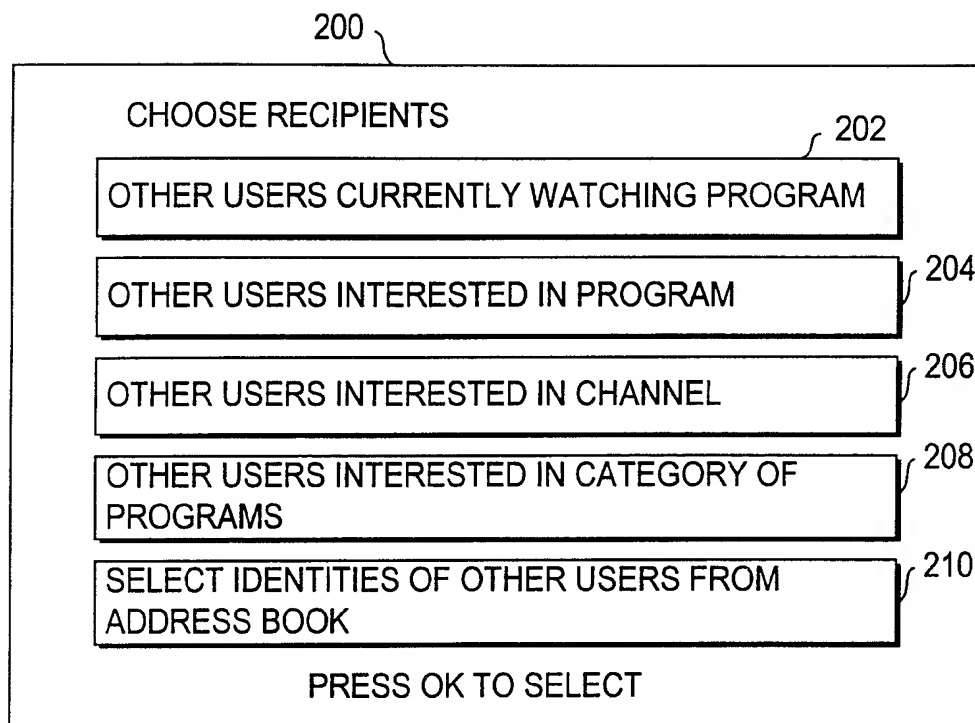 200
CHOOSE RECIPIENTS
202
OTHER USERS CURRENTLY WATCHING PROGRAM
OTHER USERS INTERESTED IN PROGRAM
204
OTHER USERS INTERESTED IN CHANNEL
206
OTHER USERS INTERESTED IN CATEGORY OF
PROGRAMS
208
SELECT IDENTITIES OF OTHER USERS FROM
ADDRESS BOOK
210
PRESS OK TO SELECT